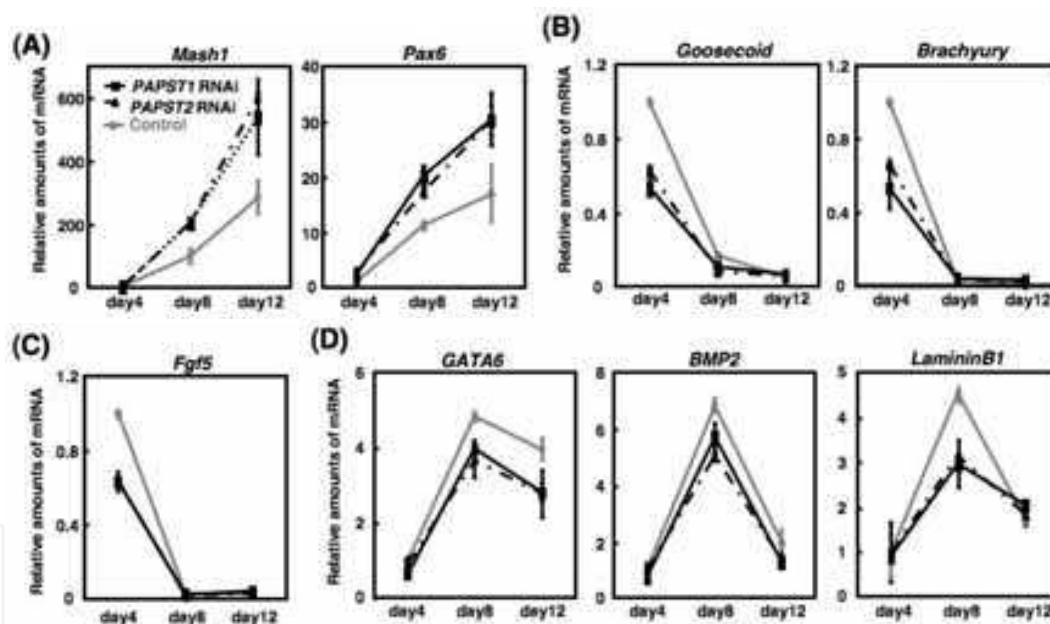 (A)
Mash1
Pax6
Relative amounts of mRNA
600
400
200
0
PAPST1 RNAi
PAPST2 RNAi
Control
day4
day8
day12
40
30
20
10
0
day4
day8
day12
(B)
Goosecoid
Brachyury
Relative amounts of mRNA
1.2
0.8
0.4
0
day4
day8
day12
1.2
0.8
0.4
0
day4
day8
day12
(C)
Fgf5
Relative amounts of mRNA
1.2
0.8
0.4
0
day4
day8
day12
(D)
GATA6
BMP2
LamininB1
Relative amounts of mRNA
6
4
2
0
day4
day8
day12
8
6
4
2
0
day4
day8
day12
5
4
3
2
1
0
day4
day8
day12